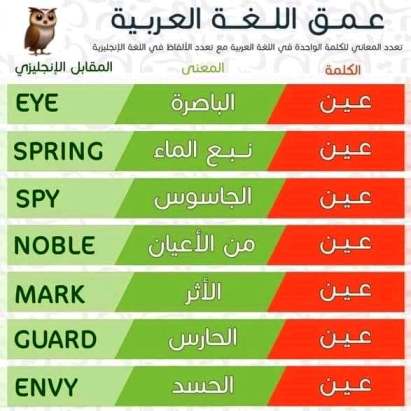 عمق اللغة العربية
تعدد المعاني للكلمة الواحدة في اللغة العربية مع تعدد الألفاظ في اللغة الإنجليزية
الكلمة المعنى المقابل الإنجليزي
عين الباصرة EYE
عين نبع الماء SPRING
عين الجاسوس SPY
عين من الأعيان NOBLE
عين الأثر MARK
عين الحارس GUARD
عين الحسد ENVY